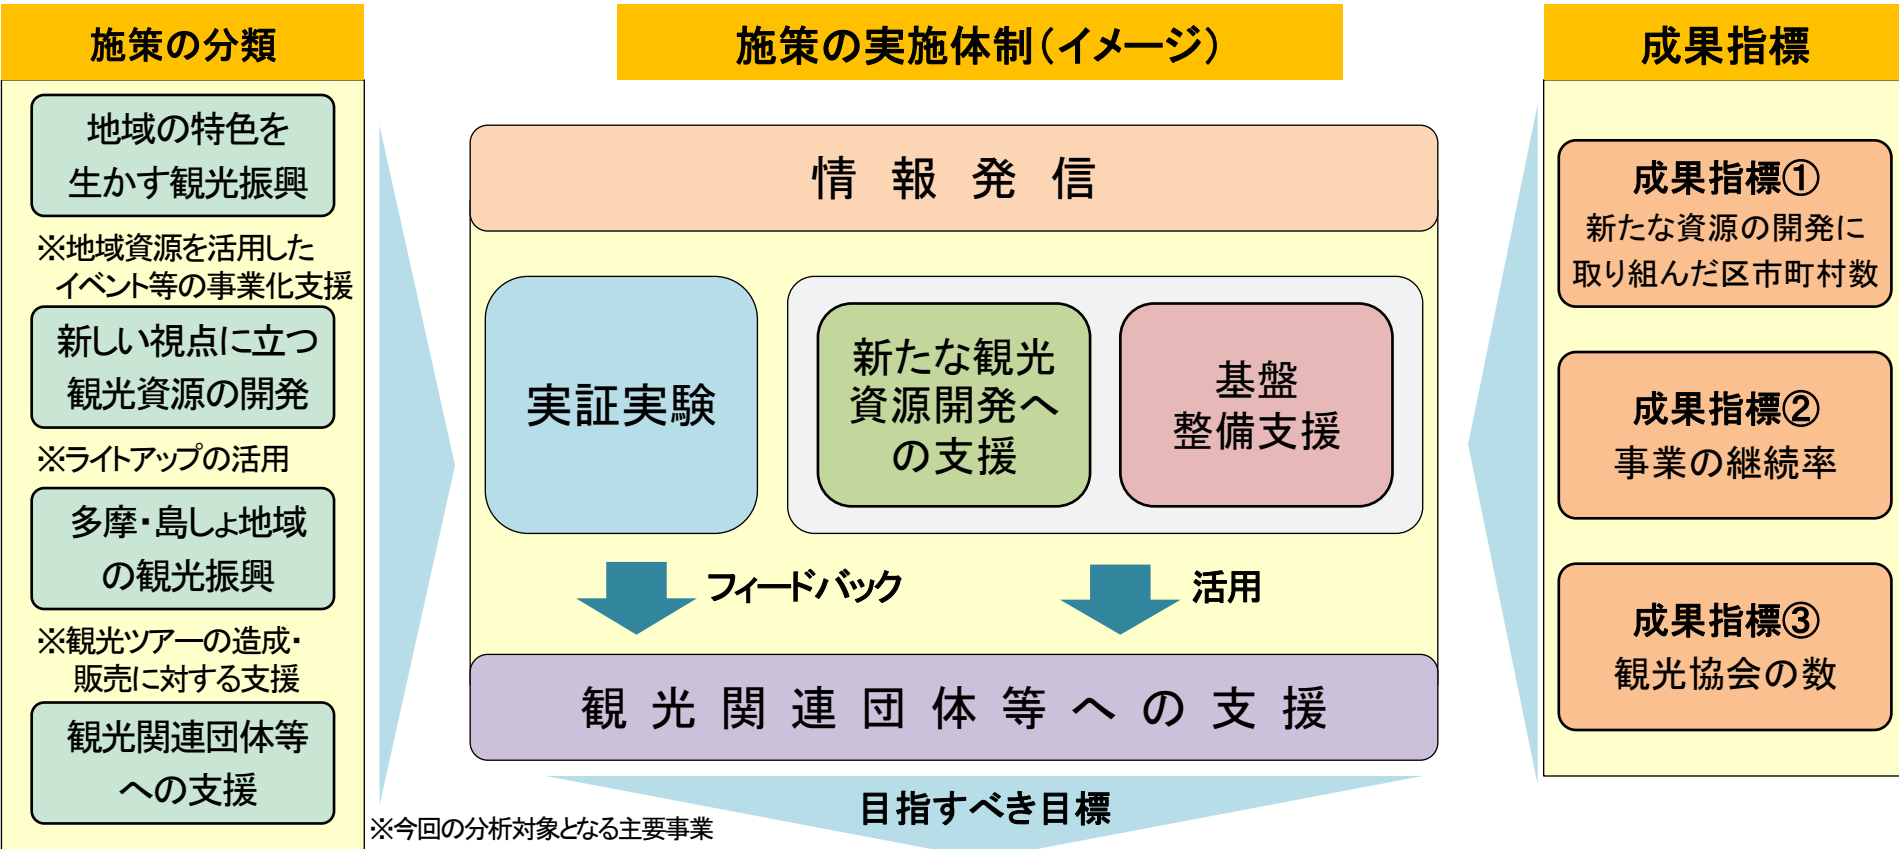 施策の分類
地域の特色を
生かす観光振興
※地域資源を活用した
イベント等の事業化支援
新しい視点に立つ
観光資源の開発
※ライトアップの活用
多摩・島しょ地域
の観光振興
※観光ツアーの造成・
販売に対する支援
観光関連団体等
への支援
施策の実施体制（イメージ）
情報発信
実証実験
新たな観光
資源開発へ
の支援
基盤
整備支援
フィードバック
活用
観光関連団体等への支援
目指すべき目標
※今回の分析対象となる主要事業
成果指標
成果指標①
新たな資源の開発に
取り組んだ区市町村数
成果指標②
事業の継続率
成果指標③
観光協会の数